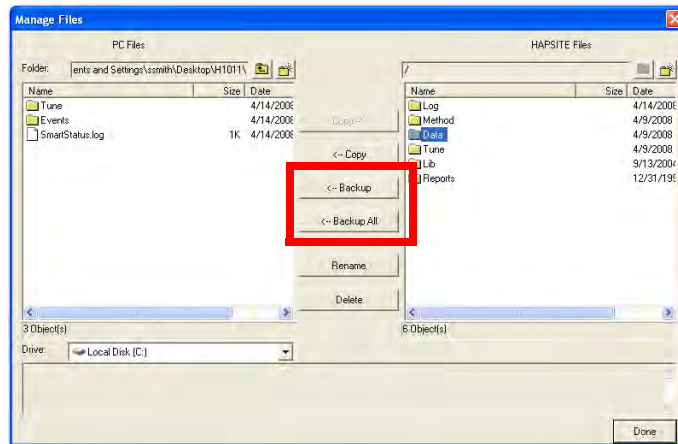 Manage Files
PC Files
HAPSITE Files
Folder: ents and Settings\ssmith\Desktop\H1011\
/
Name Size Date
Tune 4/14/2008
Events 4/14/2008
SmartStatus.log 1K 4/14/2008
Copy -->
<-- Copy
<-- Backup
<-- Backup All
Rename
Delete
Name Size Date
Log 4/14/2008
Method 4/9/2008
Data 4/9/2008
Tune 4/9/2008
Lib 9/13/2004
Reports 12/31/199
3 Object(s)
6 Object(s)
Drive: Local Disk (C:)
Done